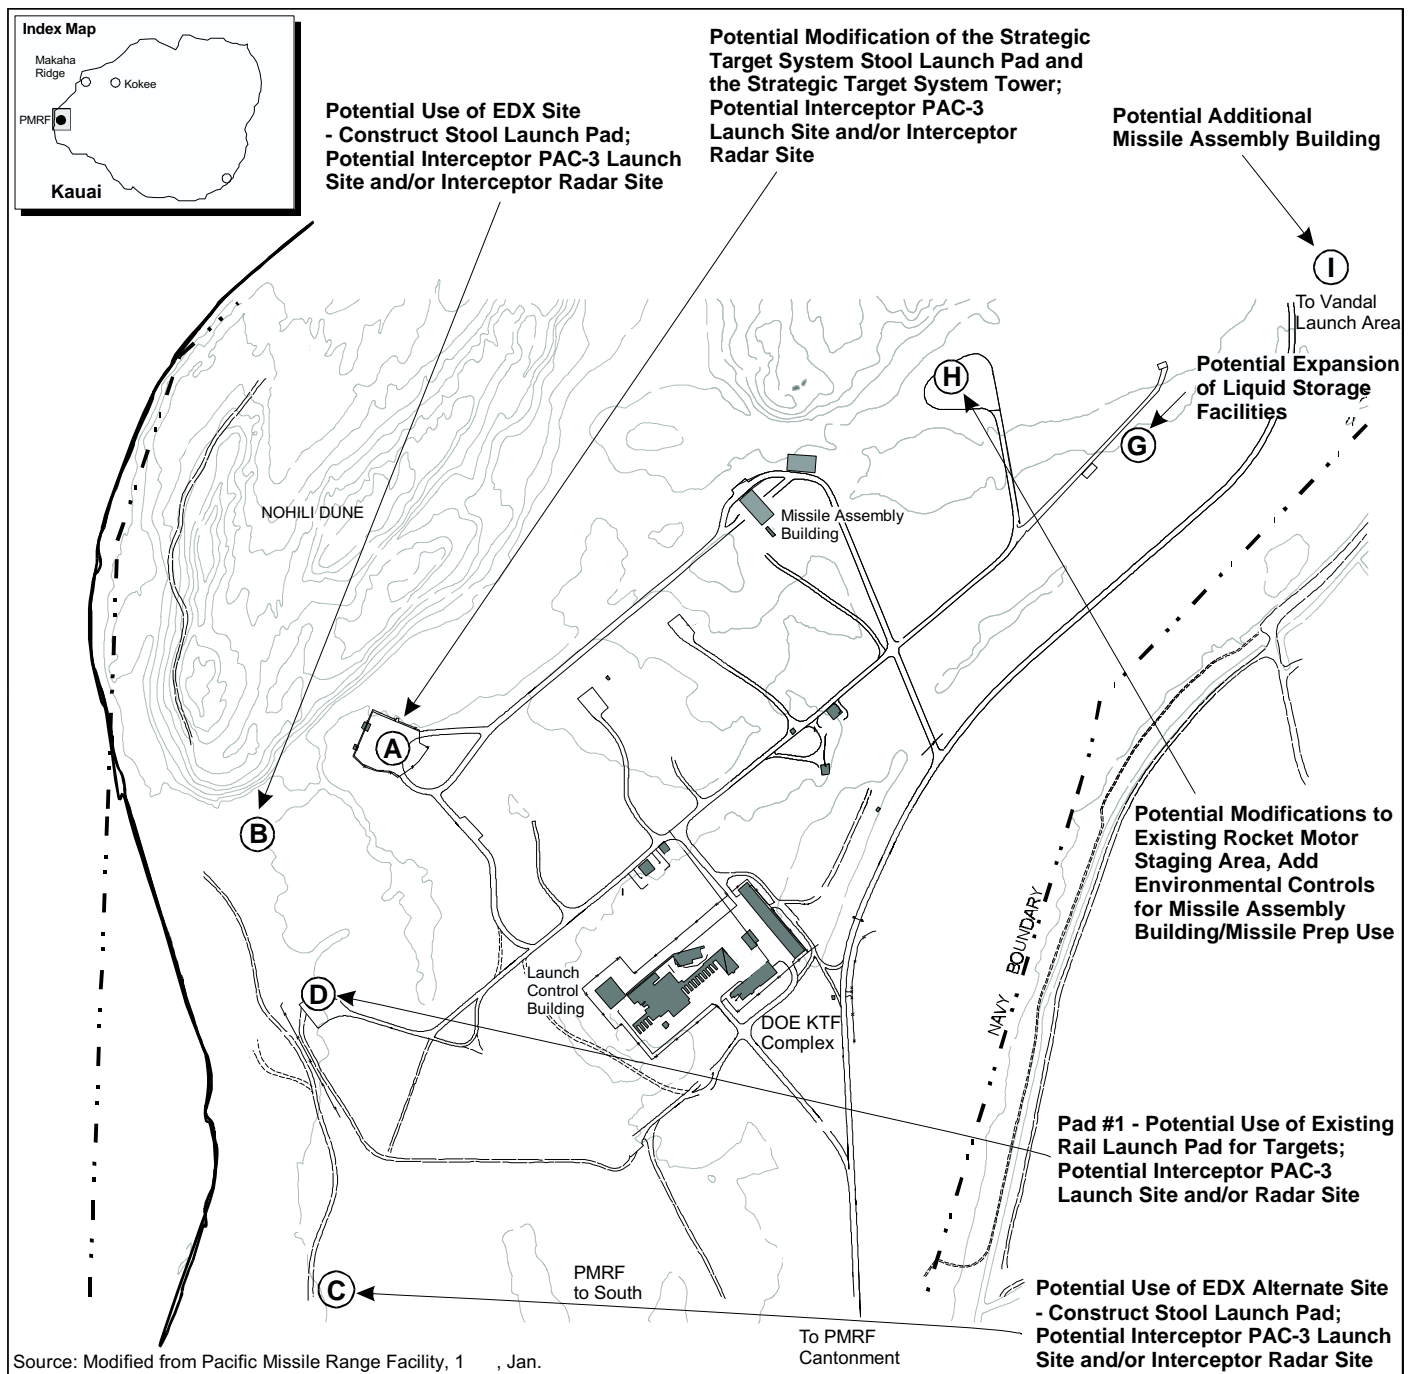 Index Map
Makaha
Ridge
Kokee
PMRF
Kauai
Potential Use of EDX Site
- Construct Stool Launch Pad;
Potential Interceptor PAC-3 Launch
Site and/or Interceptor Radar Site
Potential Modification of the Strategic
Target System Stool Launch Pad and
the Strategic Target System Tower;
Potential Interceptor PAC-3
Launch Site and/or Interceptor
Radar Site
Potential Additional
Missile Assembly Building
I
To Vandal
Launch Area
Potential Expansion
of Liquid Storage
Facilities
H
G
NOHILI DUNE
Missile Assembly
Building
A
B
Potential Modifications to
Existing Rocket Motor
Staging Area, Add
Environmental Controls
for Missile Assembly
Building/Missile Prep Use
NAVY BOUNDARY
Launch
Control
Building
D
DOE KTF
Complex
Pad #1 - Potential Use of Existing
Rail Launch Pad for Targets;
Potential Interceptor PAC-3
Launch Site and/or Radar Site
C
PMRF
to South
To PMRF
Cantonment
Potential Use of EDX Alternate Site
- Construct Stool Launch Pad;
Potential Interceptor PAC-3 Launch
Site and/or Interceptor Radar Site
Source: Modified from Pacific Missile Range Facility, 1 , Jan.